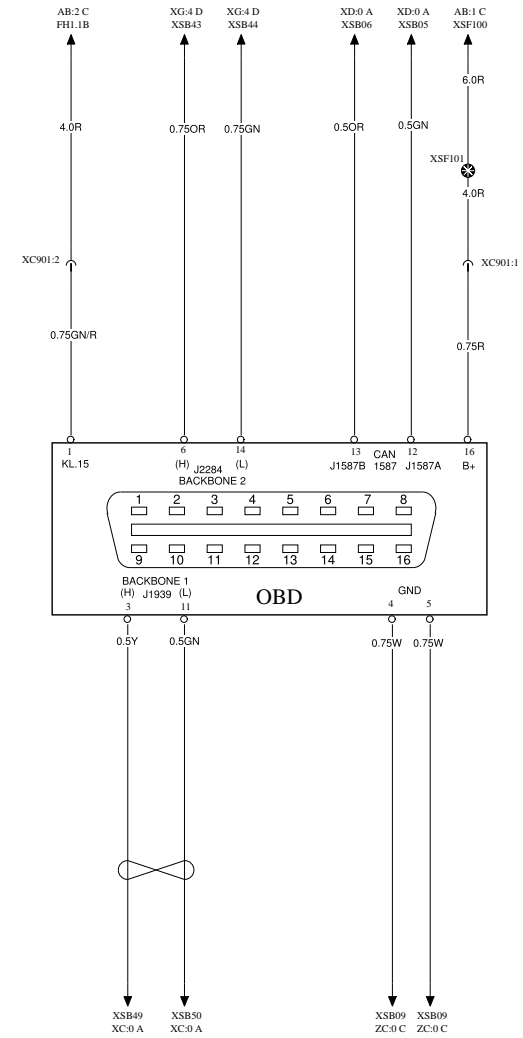 AB:2 C XG:4 D XG:4 D XD:0 A XD:0 A AB:1 C
FH1.1B XSB43 XSB44 XSB06 XSB05 XSF100
6.0R
4.0R 0.75OR 0.75GN 0.5OR 0.5GN
XSF101
4.0R
XC901:2 XC901:1
0.75GN/R
0.75R
1 6 14 13 12 16
KL.15 (H) J2284 (L) J1587B CAN 1587 J1587A B+
BACKBONE 2
1 2 3 4 5 6 7 8
9 10 11 12 13 14 15 16
BACKBONE 1
(H) J1939 (L) OBD GND
3 11 4 5
0.5Y 0.5GN 0.75W 0.75W
XSB49 XSB50 XSB09 XSB09
XC:0 A XC:0 A ZC:0 C ZC:0 C